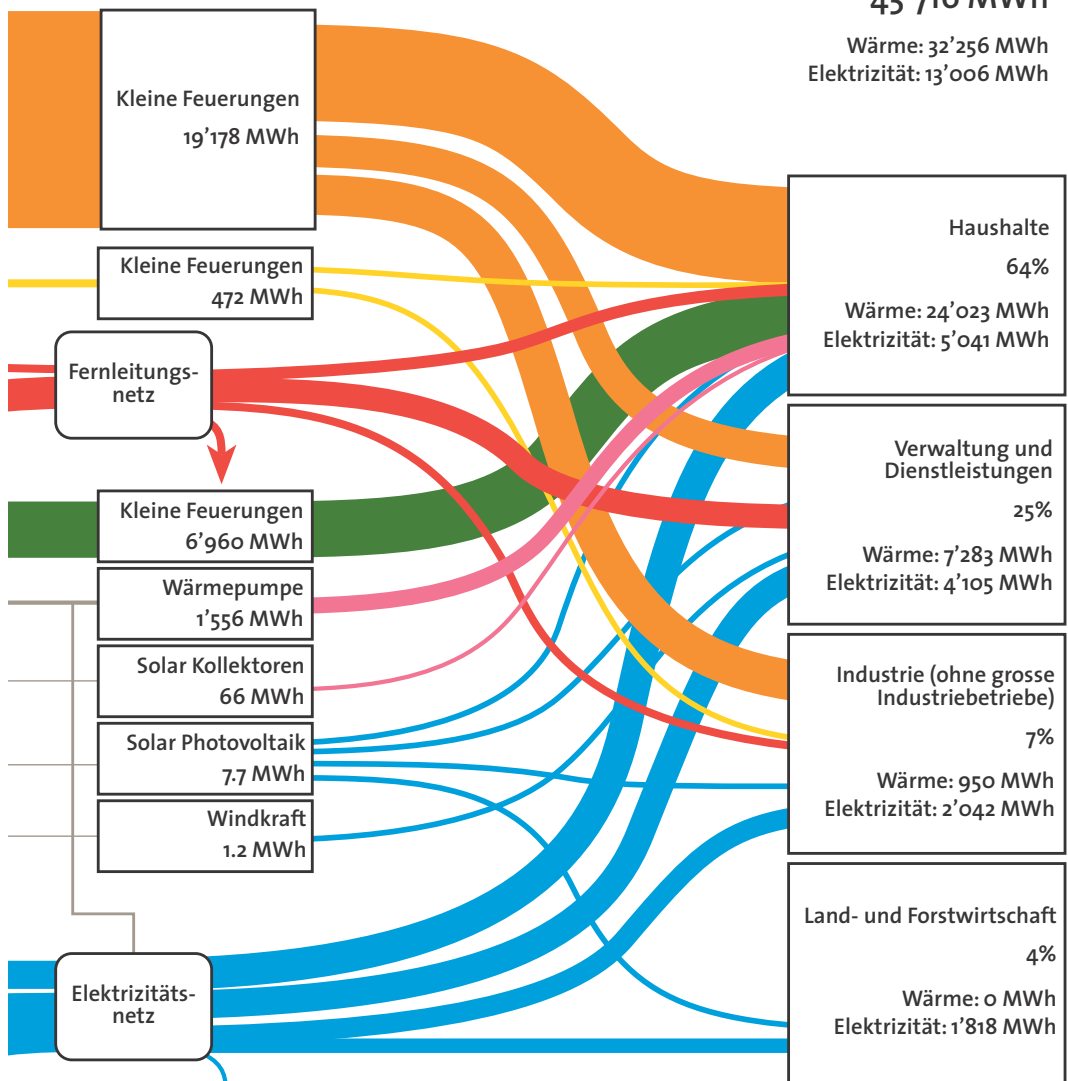 45’716 MWh
Wärme: 32’256 MWh
Elektrizität: 13’006 MWh
Kleine Feuerungen
19’178 MWh
Kleine Feuerungen
472 MWh
Fernleitungs-
netz
Kleine Feuerungen
6’960 MWh
Wärmepumpe
1’556 MWh
Solar Kollektoren
66 MWh
Solar Photovoltaik
7.7 MWh
Windkraft
1.2 MWh
Elektrizitäts-
netz
Haushalte
64%
Wärme: 24’023 MWh
Elektrizität: 5’041 MWh
Verwaltung und
Dienstleistungen
25%
Wärme: 7’283 MWh
Elektrizität: 4’105 MWh
Industrie (ohne grosse
Industriebetriebe)
7%
Wärme: 950 MWh
Elektrizität: 2’042 MWh
Land- und Forstwirtschaft
4%
Wärme: 0 MWh
Elektrizität: 1’818 MWh